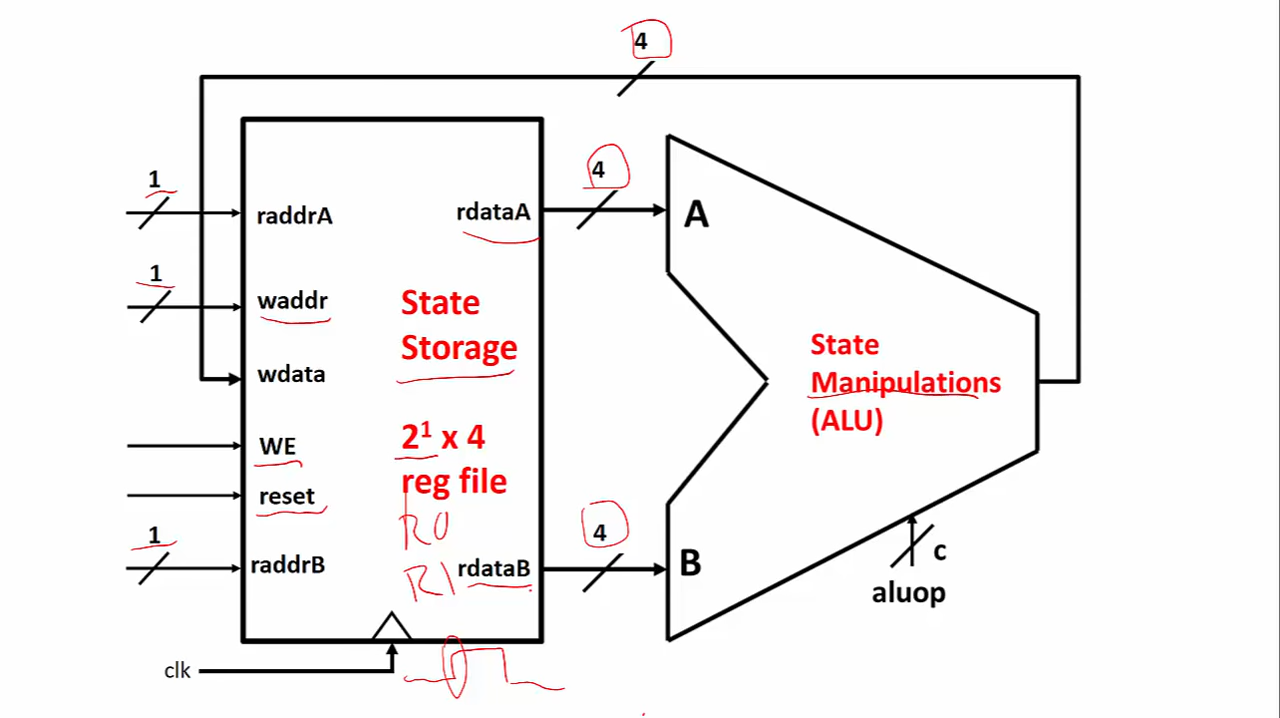 4
1
raddrA
rdataA
4
A
1
waddr
State
Storage
wdata
State
Manipulations
(ALU)
WE
2¹ x 4
reg file
reset
R0
1
raddrB
R1
rdataB
4
B
c
aluop
clk